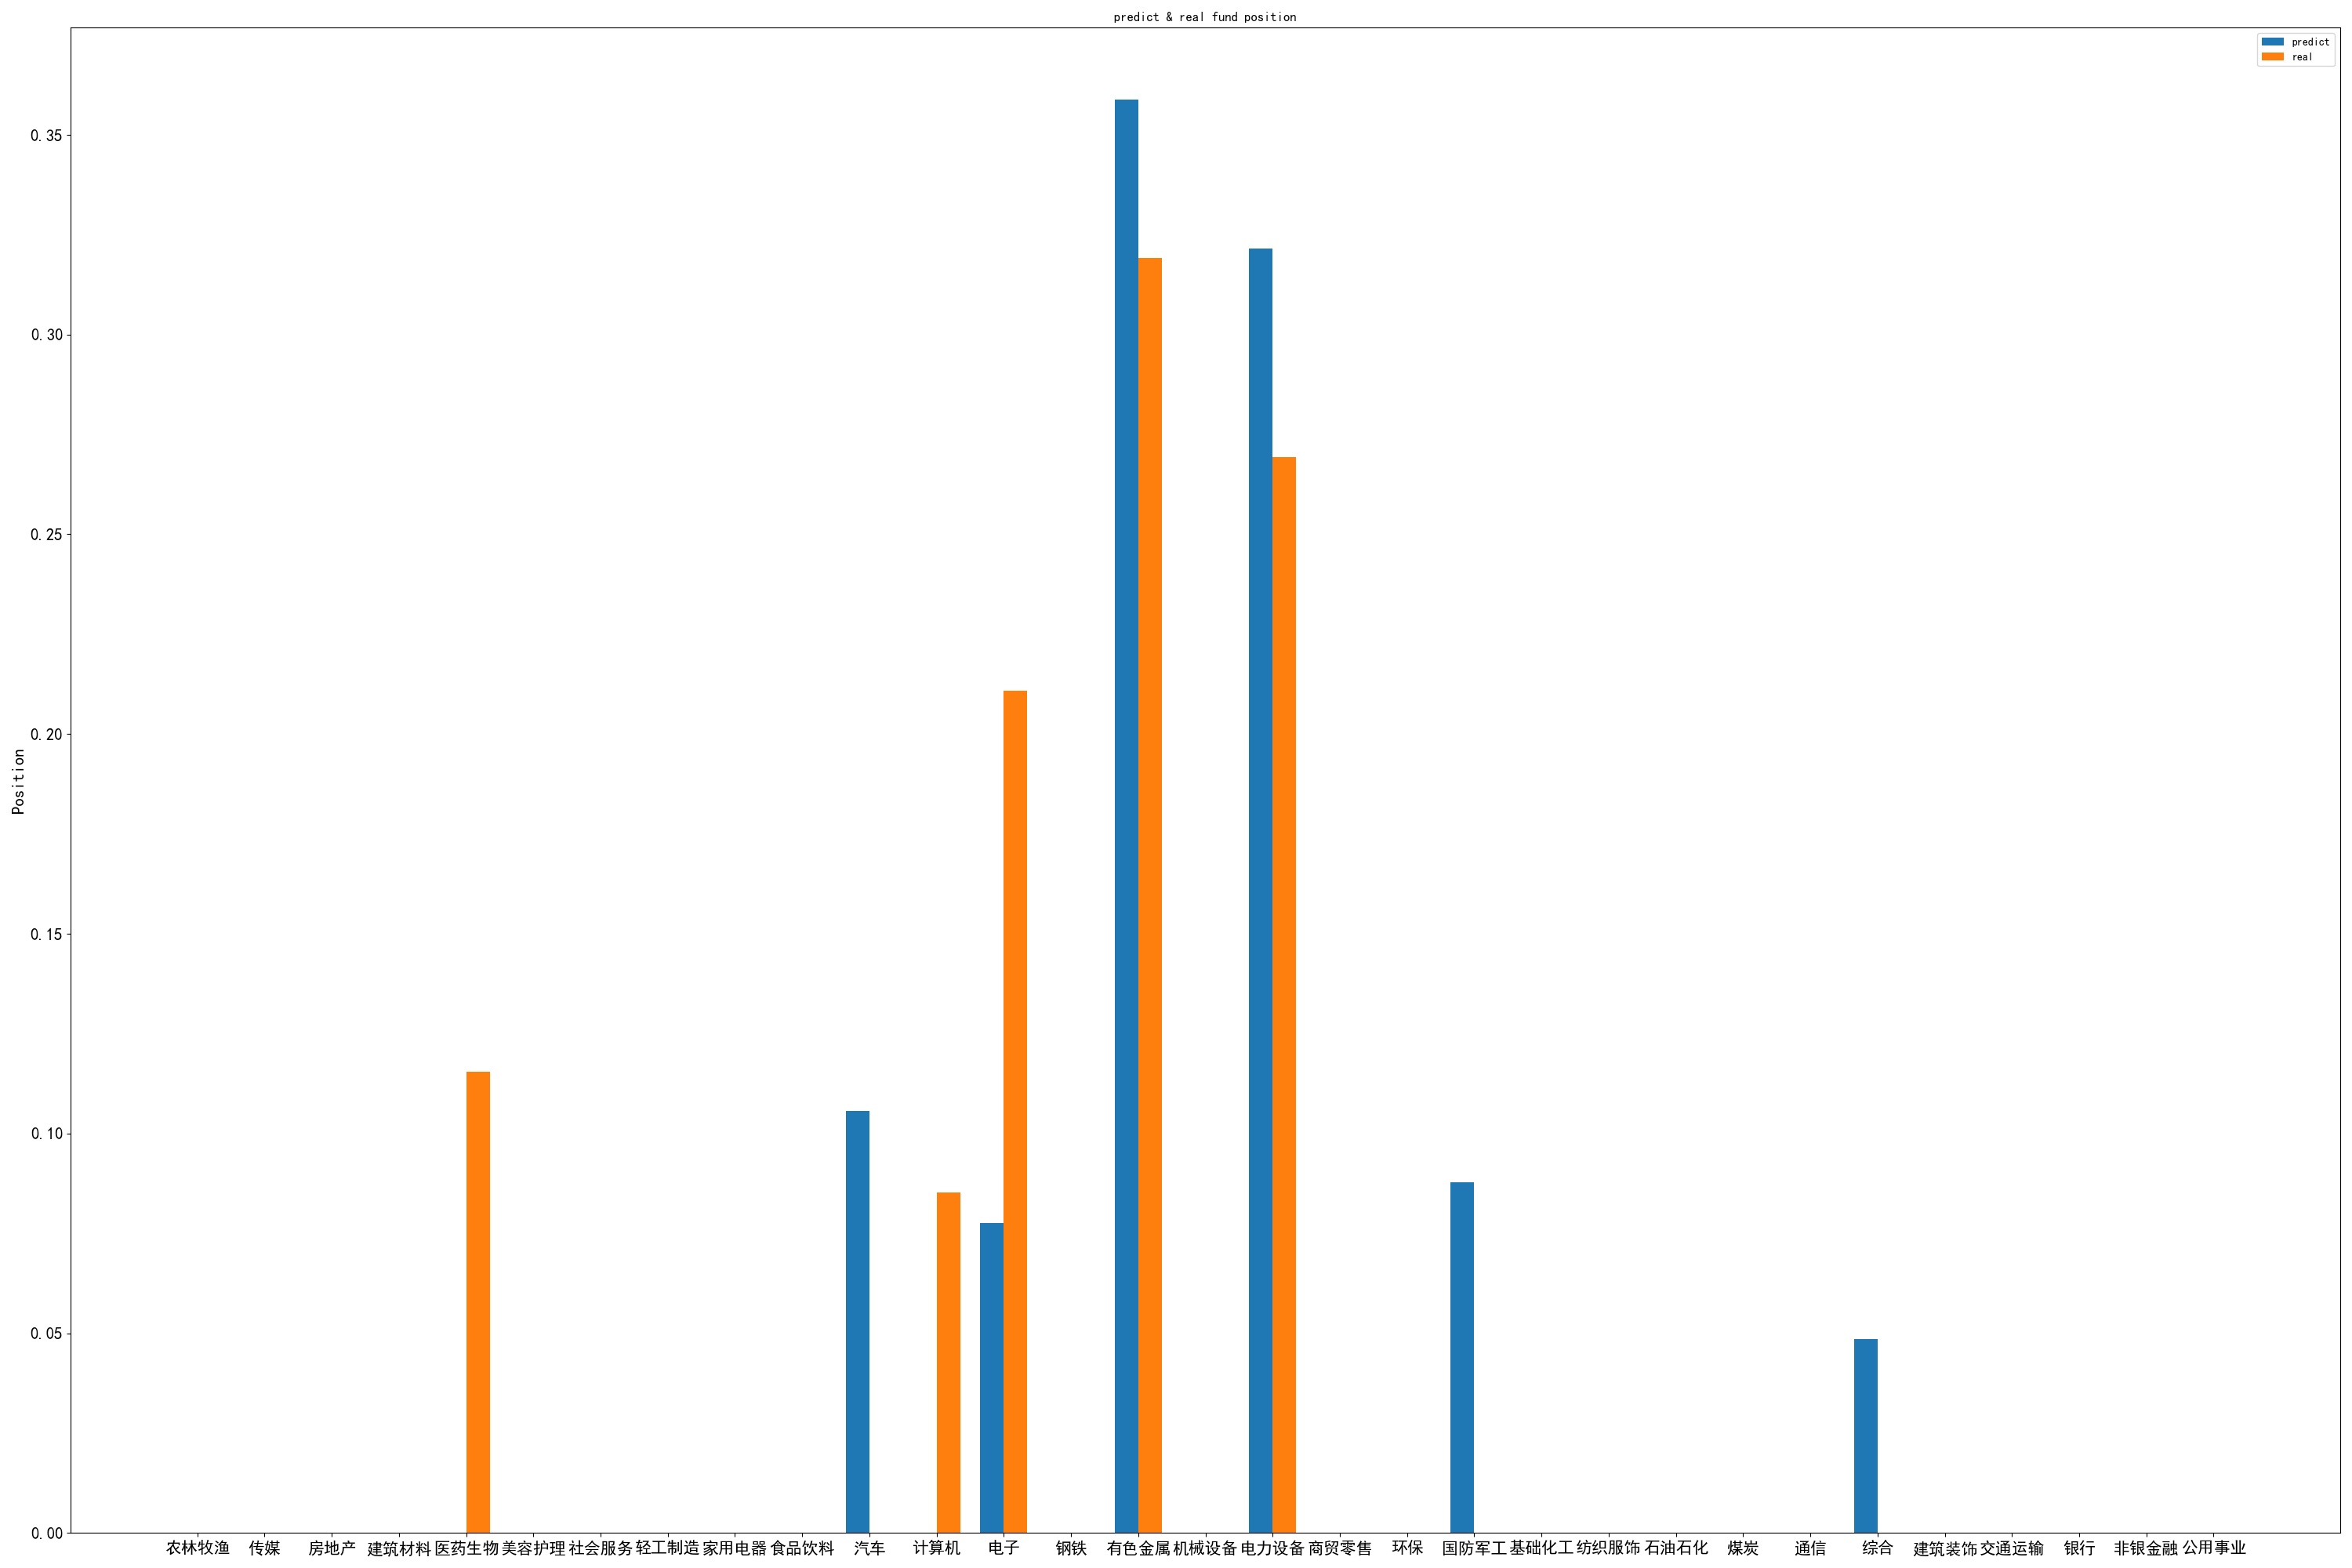 predict & real fund position
predict
real
Position
0.35
0.30
0.25
0.20
0.15
0.10
0.05
0.00
农林牧渔 传媒 房地产 建筑材料 医药生物 美容护理 社会服务 轻工制造 家用电器 食品饮料 汽车 计算机 电子 钢铁 有色金属 机械设备 电力设备 商贸零售 环保 国防军工 基础化工 纺织服饰 石油石化 煤炭 通信 综合 建筑装饰 交通运输 银行 非银金融 公用事业